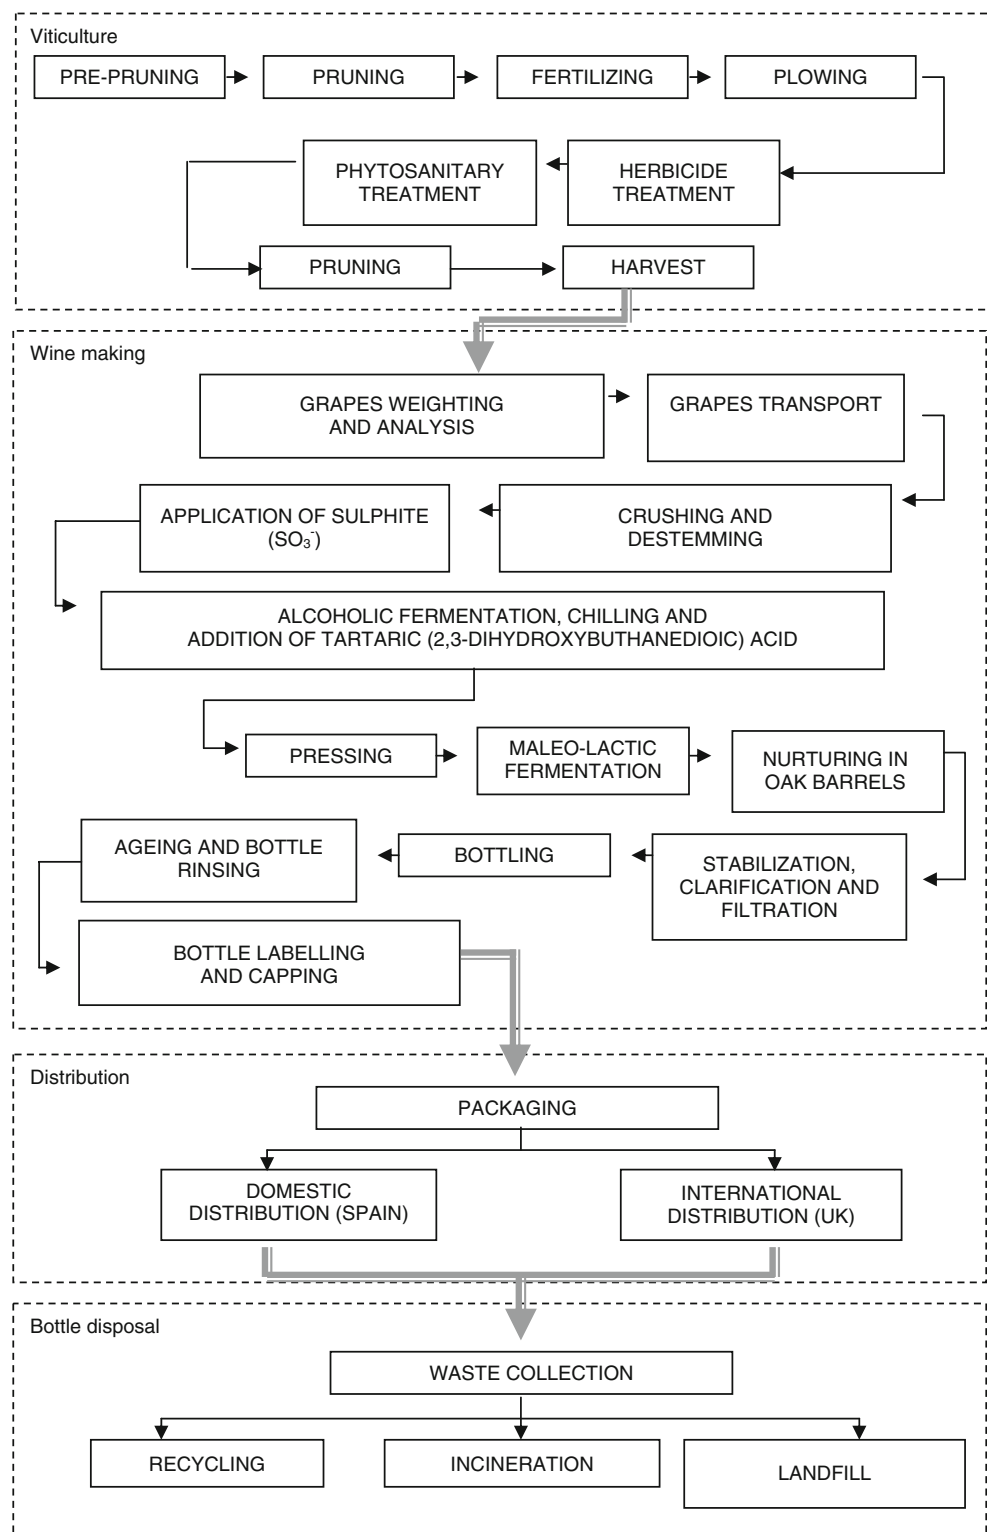 Viticulture
PRE-PRUNING
PRUNING
FERTILIZING
PLOWING
HERBICIDE
TREATMENT
PHYTOSANITARY
TREATMENT
PRUNING
HARVEST
Wine making
GRAPES WEIGHTING
AND ANALYSIS
GRAPES TRANSPORT
CRUSHING AND
DESTEMMING
APPLICATION OF SULPHITE
(SO₃⁻)
ALCOHOLIC FERMENTATION, CHILLING AND
ADDITION OF TARTARIC (2,3-DIHYDROXYBUTHANEDIOIC) ACID
PRESSING
MALEO-LACTIC
FERMENTATION
NURTURING IN
OAK BARRELS
STABILIZATION,
CLARIFICATION AND
FILTRATION
BOTTLING
AGEING AND BOTTLE
RINSING
BOTTLE LABELLING
AND CAPPING
Distribution
PACKAGING
DOMESTIC
DISTRIBUTION (SPAIN)
INTERNATIONAL
DISTRIBUTION (UK)
Bottle disposal
WASTE COLLECTION
RECYCLING
INCINERATION
LANDFILL